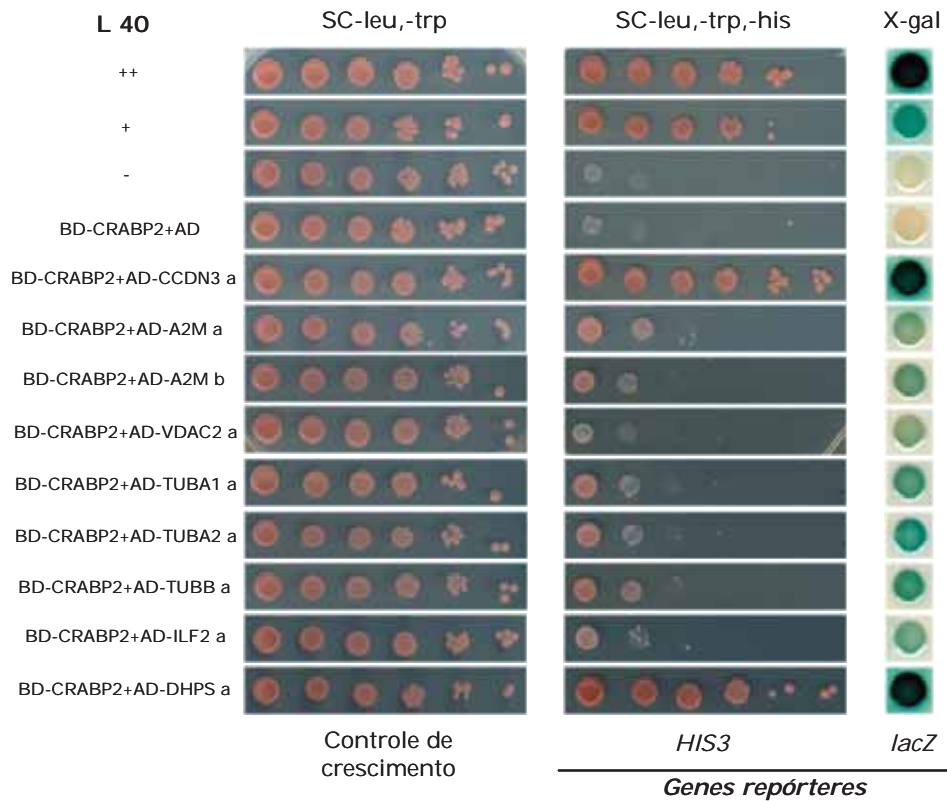 L 40 SC-leu,-trp SC-leu,-trp,-his X-gal
++
+
-
BD-CRABP2+AD
BD-CRABP2+AD-CCDN3 a
BD-CRABP2+AD-A2M a
BD-CRABP2+AD-A2M b
BD-CRABP2+AD-VDAC2 a
BD-CRABP2+AD-TUBA1 a
BD-CRABP2+AD-TUBA2 a
BD-CRABP2+AD-TUBB a
BD-CRABP2+AD-ILF2 a
BD-CRABP2+AD-DHPS a
Controle de HIS3 lacZ
crescimento
Genes repórteres